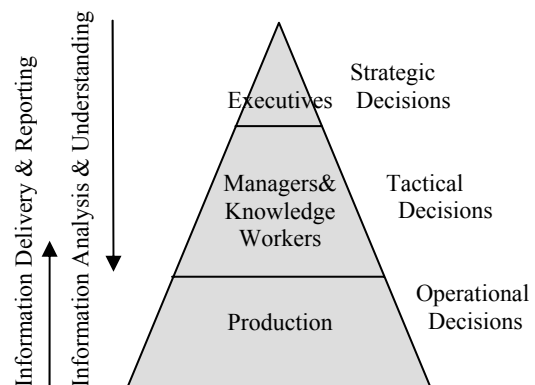 Information Delivery & Reporting
Information Analysis & Understanding
Executives
Strategic
Decisions
Managers&
Knowledge
Workers
Tactical
Decisions
Production
Operational
Decisions